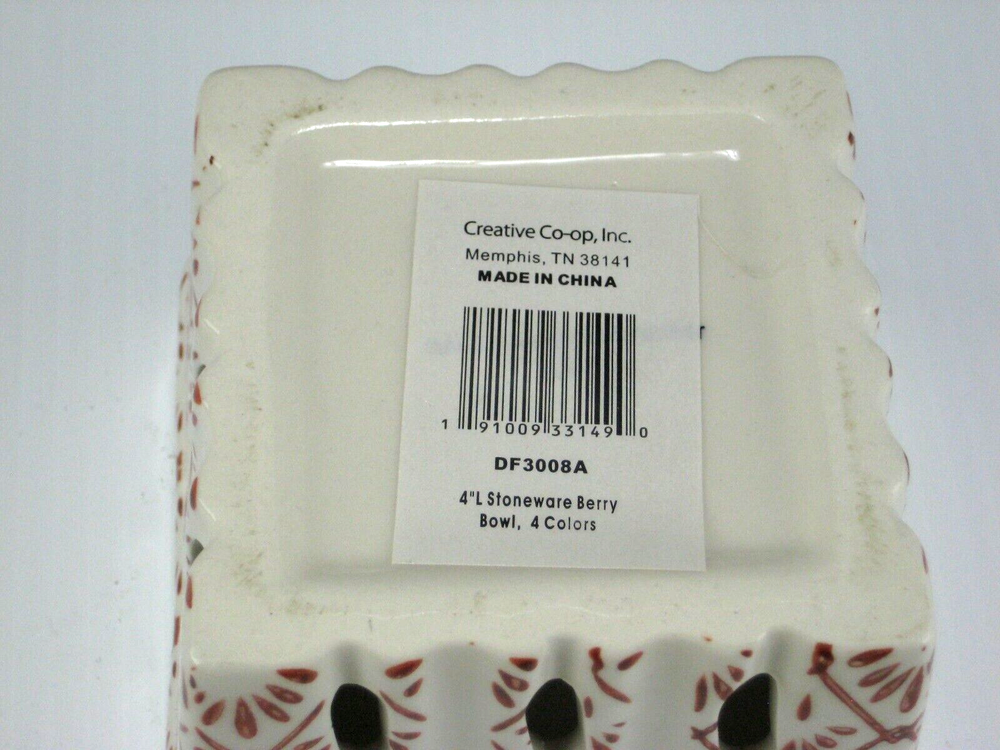 Creative Co-op, Inc.
Memphis, TN 38141
MADE IN CHINA
1 91009 33149 0
DF3008A
4"L Stoneware Berry
Bowl, 4 Colors